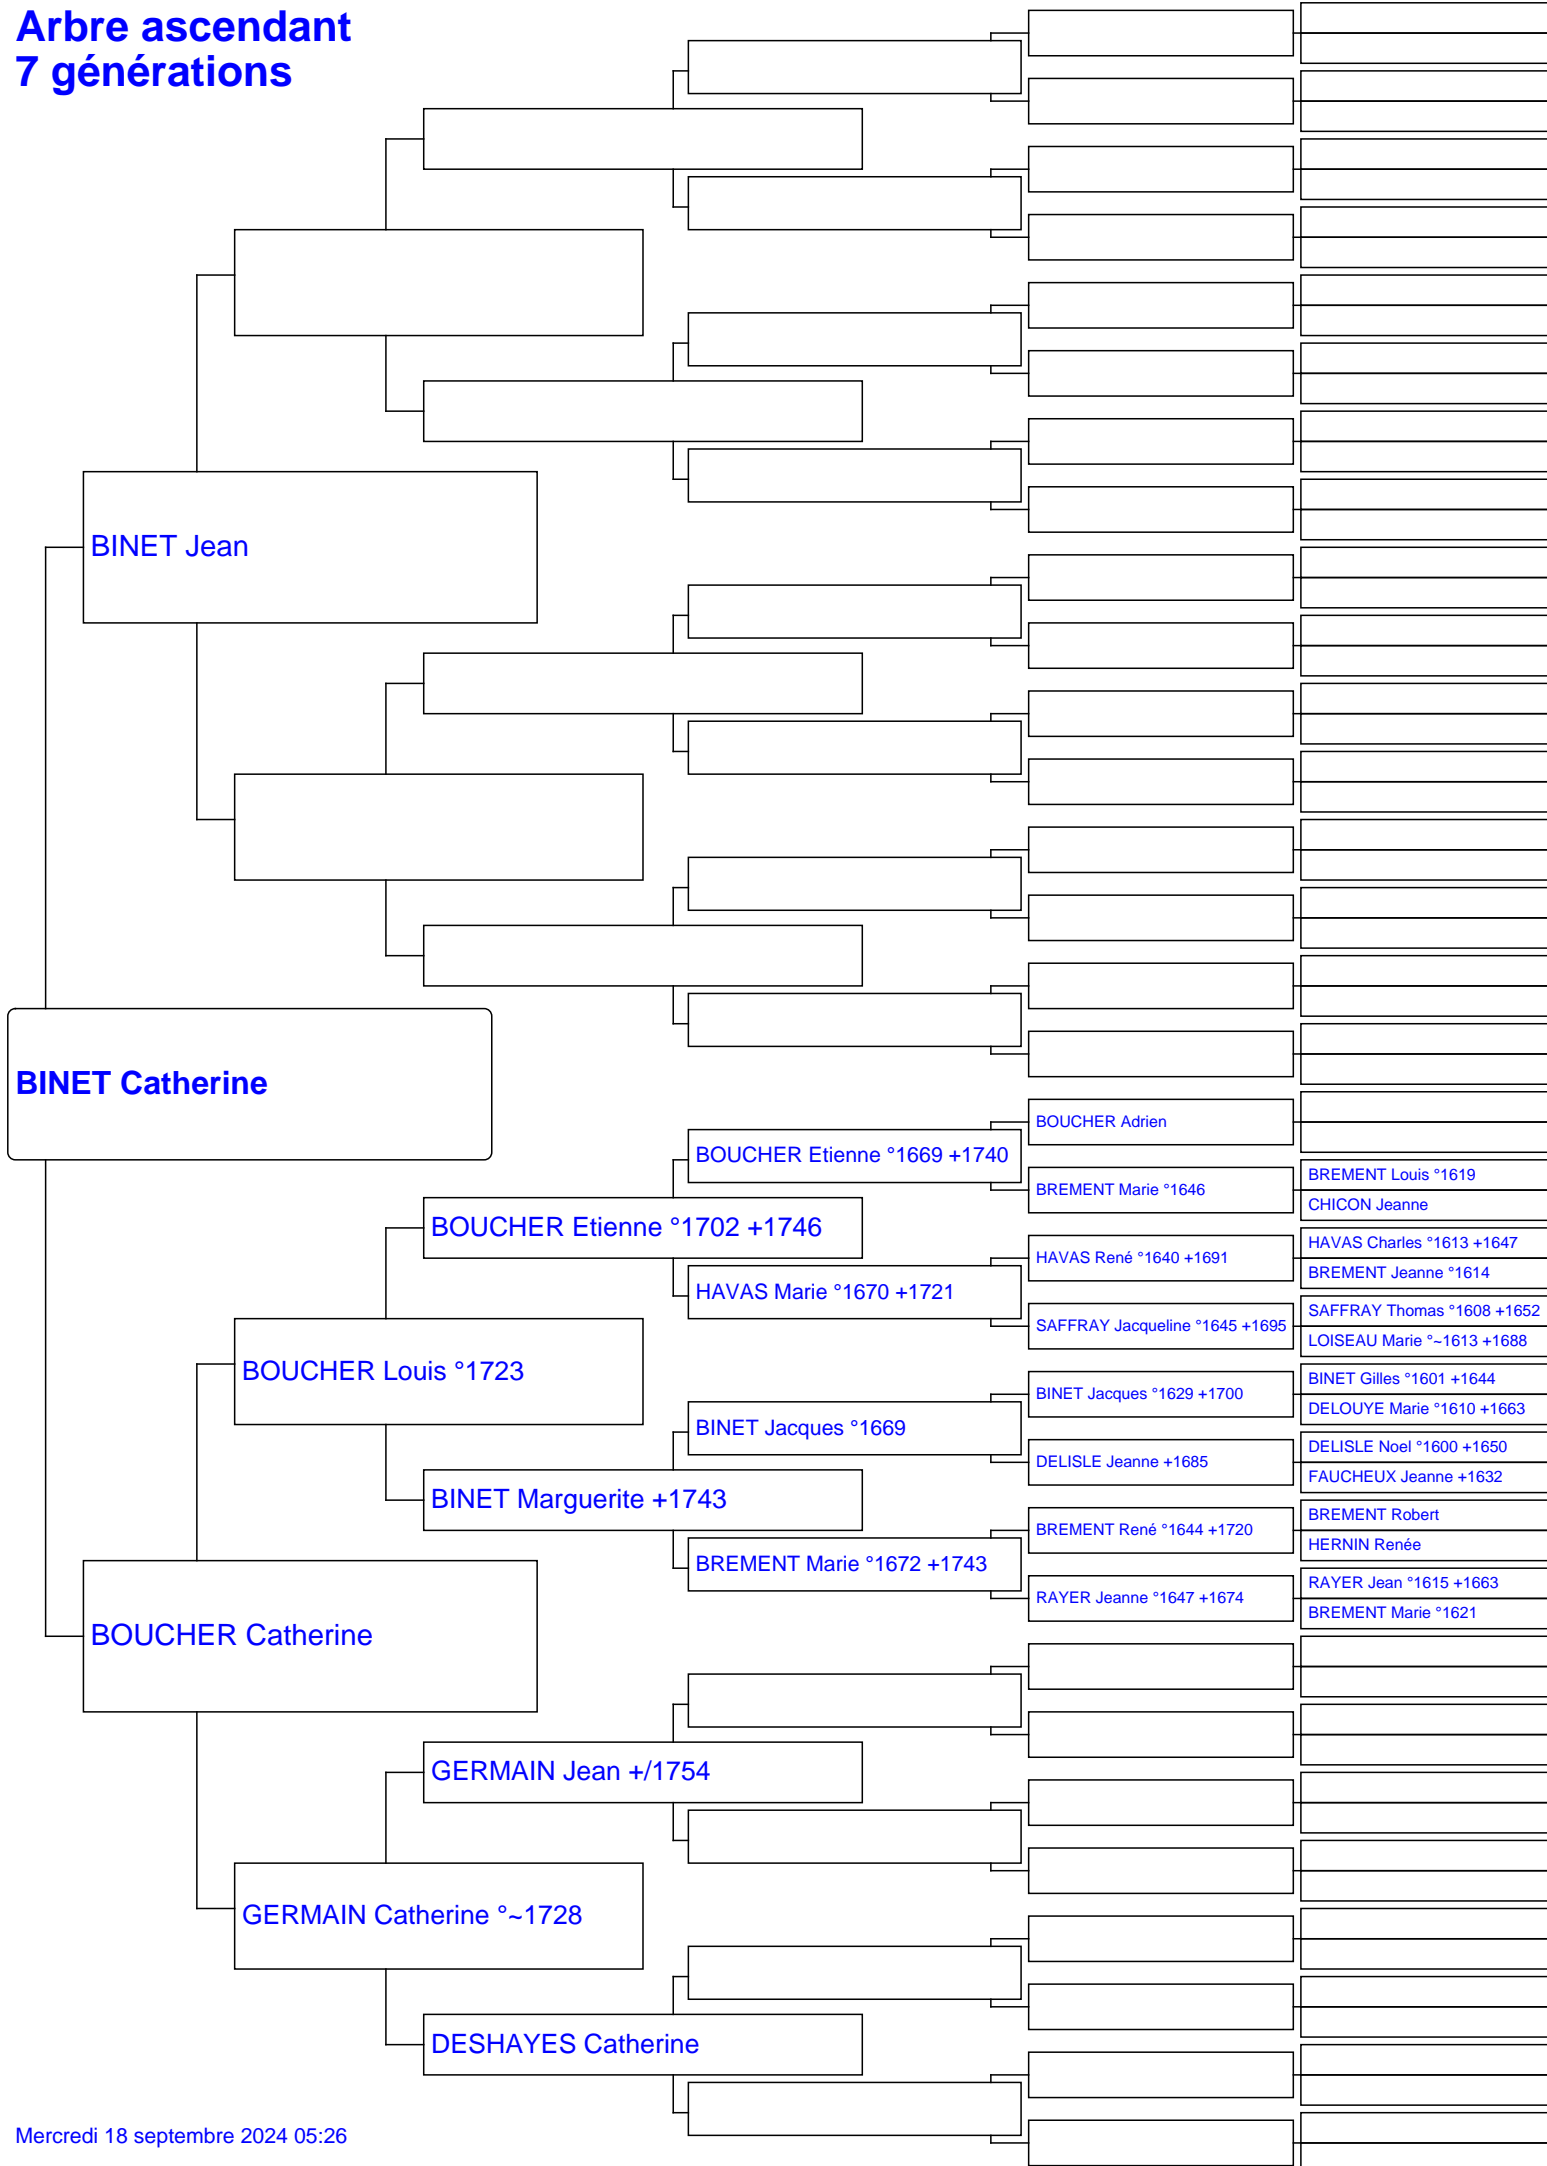 Arbre ascendant
7 générations
BINET Jean
BINET Catherine
BOUCHER Adrien
BOUCHER Etienne °1669 +1740
BREMENT Louis °1619
BREMENT Marie °1646
CHICON Jeanne
BOUCHER Etienne °1702 +1746
HAVAS Charles °1613 +1647
HAVAS René °1640 +1691
BREMENT Jeanne °1614
HAVAS Marie °1670 +1721
SAFFRAY Thomas °1608 +1652
SAFFRAY Jacqueline °1645 +1695
LOISEAU Marie °~1613 +1688
BOUCHER Louis °1723
BINET Gilles °1601 +1644
BINET Jacques °1629 +1700
DELOUYE Marie °1610 +1663
BINET Jacques °1669
DELISLE Noel °1600 +1650
DELISLE Jeanne +1685
FAUCHEUX Jeanne +1632
BINET Marguerite +1743
BREMENT Robert
BREMENT René °1644 +1720
HERNIN Renée
BREMENT Marie °1672 +1743
RAYER Jean °1615 +1663
RAYER Jeanne °1647 +1674
BREMENT Marie °1621
BOUCHER Catherine
GERMAIN Jean +/1754
GERMAIN Catherine °~1728
DESHAYES Catherine
Mercredi 18 septembre 2024 05:26